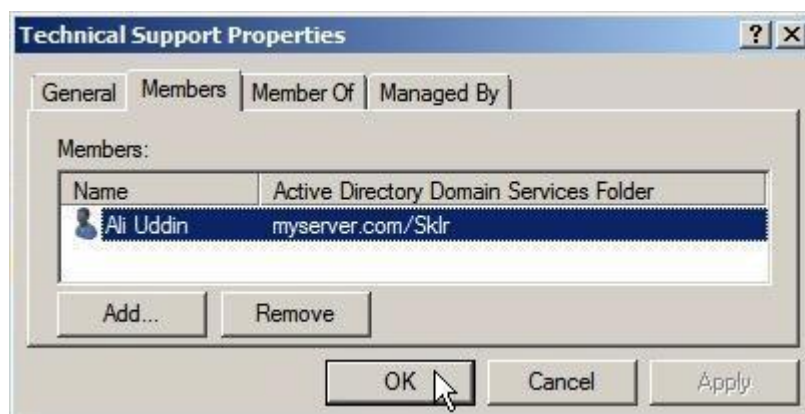 Technical Support Properties
General Members Member Of Managed By
Members:
Name Active Directory Domain Services Folder
Ali Uddin myserver.com/Sklr
Add... Remove
OK Cancel Apply